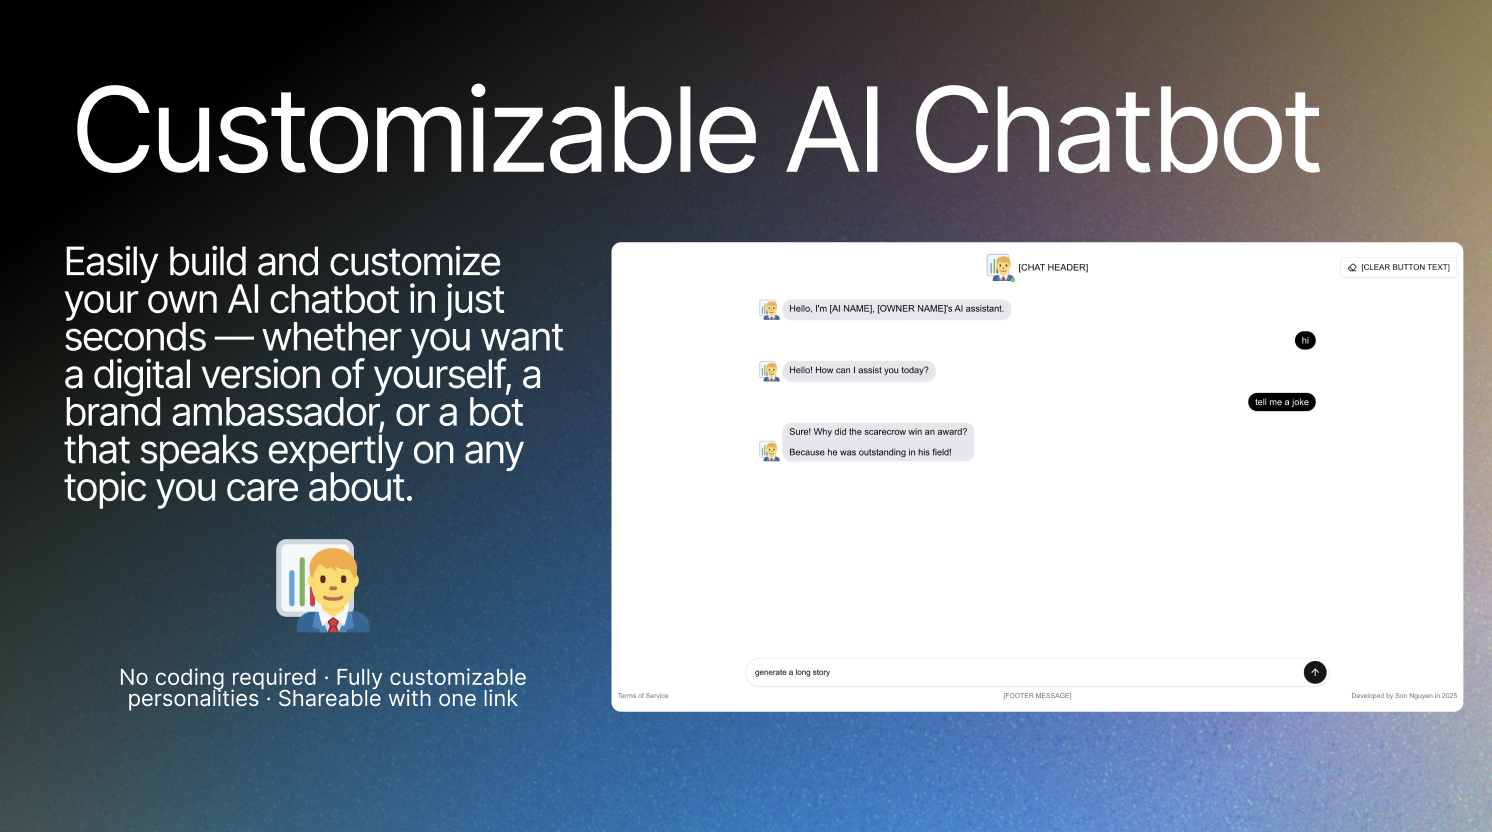 Customizable AI Chatbot
Easily build and customize
your own AI chatbot in just
seconds — whether you want
a digital version of yourself, a
brand ambassador, or a bot
that speaks expertly on any
topic you care about.
No coding required · Fully customizable
personalities · Shareable with one link
[CHAT HEADER]
[CLEAR BUTTON TEXT]
Hello, I'm [AI NAME], [OWNER NAME]'s AI assistant.
hi
Hello! How can I assist you today?
tell me a joke
Sure! Why did the scarecrow win an award?
Because he was outstanding in his field!
generate a long story
Terms of Service
[FOOTER MESSAGE]
Developed by Son Nguyen in 2025